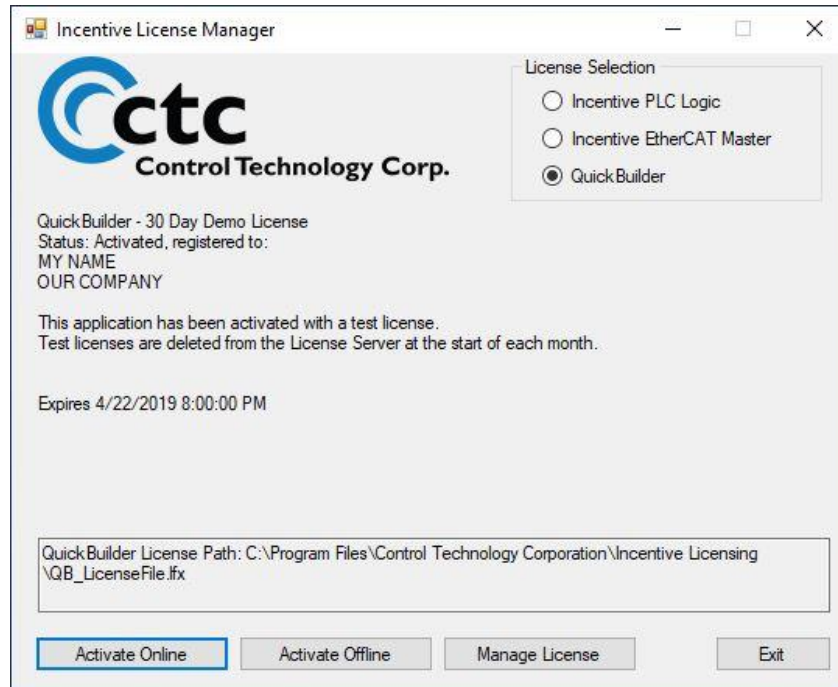 Incentive License Manager
ctc
Control Technology Corp.
License Selection
Incentive PLC Logic
Incentive EtherCAT Master
QuickBuilder
QuickBuilder - 30 Day Demo License
Status: Activated, registered to:
MY NAME
OUR COMPANY
This application has been activated with a test license.
Test licenses are deleted from the License Server at the start of each month.
Expires 4/22/2019 8:00:00 PM
QuickBuilder License Path: C:\Program Files\Control Technology Corporation\Incentive Licensing
\QB_LicenseFile.lfx
Activate Online
Activate Offline
Manage License
Exit